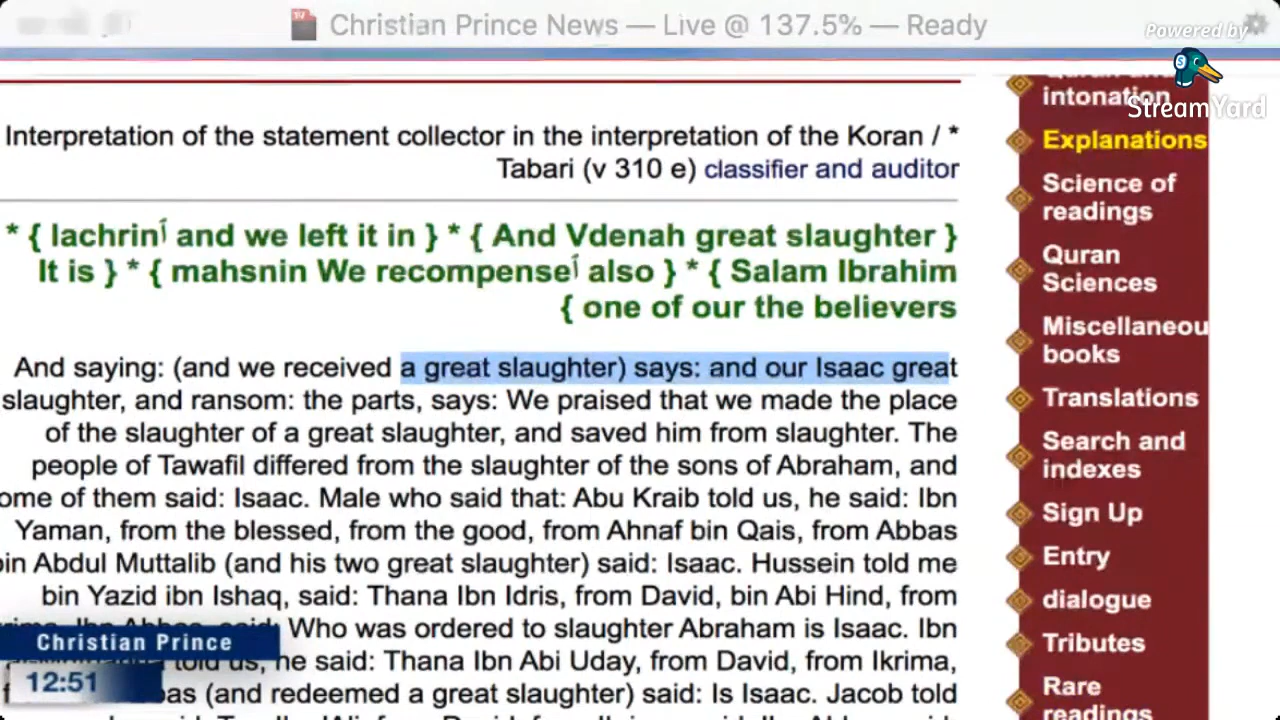 Christian Prince News — Live @ 137.5% — Ready
Powered by
StreamYard
intonation
Explanations
Science of
readings
Quran
Sciences
Miscellaneou
books
Translations
Search and
indexes
Sign Up
Entry
dialogue
Tributes
Rare
readings
Interpretation of the statement collector in the interpretation of the Koran / *
Tabari (v 310 e) classifier and auditor
* { lachrinı́ and we left it in } * { And Vdenah great slaughter }
It is } * { mahsnin We recompenseı́ also } * { Salam Ibrahim
{ one of our the believers
And saying: (and we received a great slaughter) says: and our Isaac great
slaughter, and ransom: the parts, says: We praised that we made the place
of the slaughter of a great slaughter, and saved him from slaughter. The
people of Tawafil differed from the slaughter of the sons of Abraham, and
ome of them said: Isaac. Male who said that: Abu Kraib told us, he said: Ibn
Yaman, from the blessed, from the good, from Ahnaf bin Qais, from Abbas
bin Abdul Muttalib (and his two great slaughter) said: Isaac. Hussein told me
bin Yazid ibn Ishaq, said: Thana Ibn Idris, from David, bin Abi Hind, from
Who was ordered to slaughter Abraham is Isaac. Ibn
told us, he said: Thana Ibn Abi Uday, from David, from Ikrima,
(and redeemed a great slaughter) said: Is Isaac. Jacob told
Christian Prince
12:51